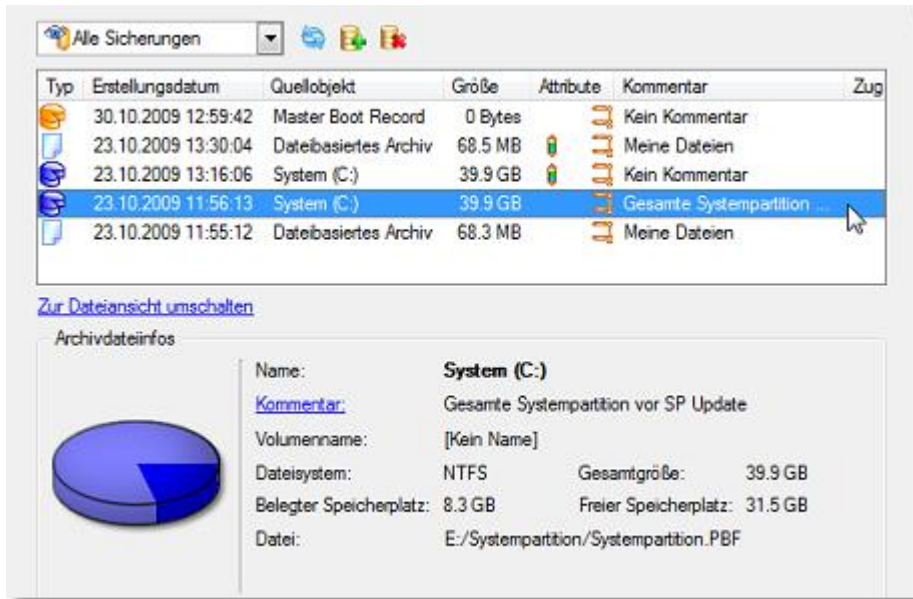 Alle Sicherungen
Typ Erstellungsdatum Quellobjekt Größe Attribute Kommentar Zug
30.10.2009 12:59:42 Master Boot Record 0 Bytes Kein Kommentar
23.10.2009 13:30:04 Dateibasiertes Archiv 68.5 MB Meine Dateien
23.10.2009 13:16:06 System (C:) 39.9 GB Kein Kommentar
23.10.2009 11:56:13 System (C:) 39.9 GB Gesamte Systempartition ...
23.10.2009 11:55:12 Dateibasiertes Archiv 68.3 MB Meine Dateien
Zur Dateiansicht umschalten
Archivdateiinfos
Name: System (C:)
Kommentar: Gesamte Systempartition vor SP Update
Volumenname: [Kein Name]
Dateisystem: NTFS Gesamtgröße: 39.9 GB
Belegter Speicherplatz: 8.3 GB Freier Speicherplatz: 31.5 GB
Datei: E:/Systempartition/Systempartition.PBF